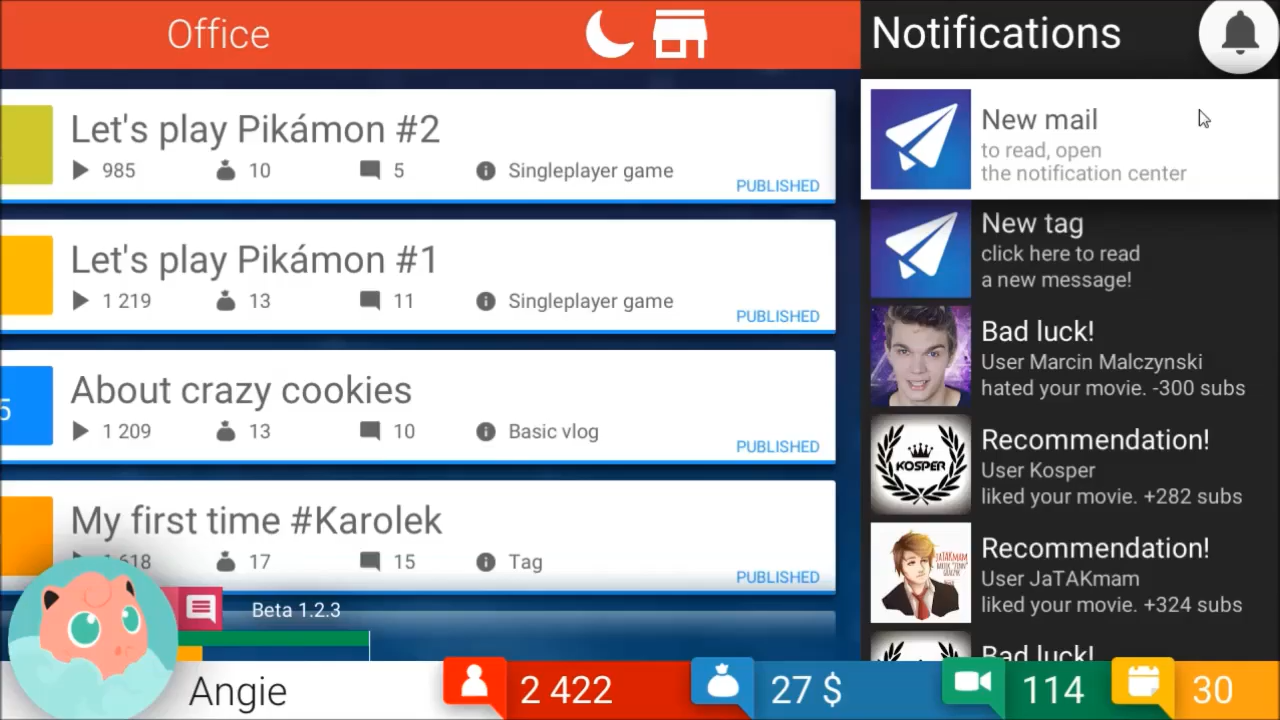 Office
Notifications
Let's play Pikámon #2
985
10
5
Singleplayer game
PUBLISHED
Let's play Pikámon #1
1 219
13
11
Singleplayer game
PUBLISHED
5
About crazy cookies
1 209
13
10
Basic vlog
PUBLISHED
My first time #Karolek
618
17
15
Tag
PUBLISHED
Beta 1.2.3
New mail
to read, open
the notification center
New tag
click here to read
a new message!
Bad luck!
User Marcin Malczynski
hated your movie. -300 subs
KOSPER
Recommendation!
User Kosper
liked your movie. +282 subs
JaTAKmam
Recommendation!
User JaTAKmam
liked your movie. +324 subs
Bad luck!
Angie
2 422
27 $
114
30